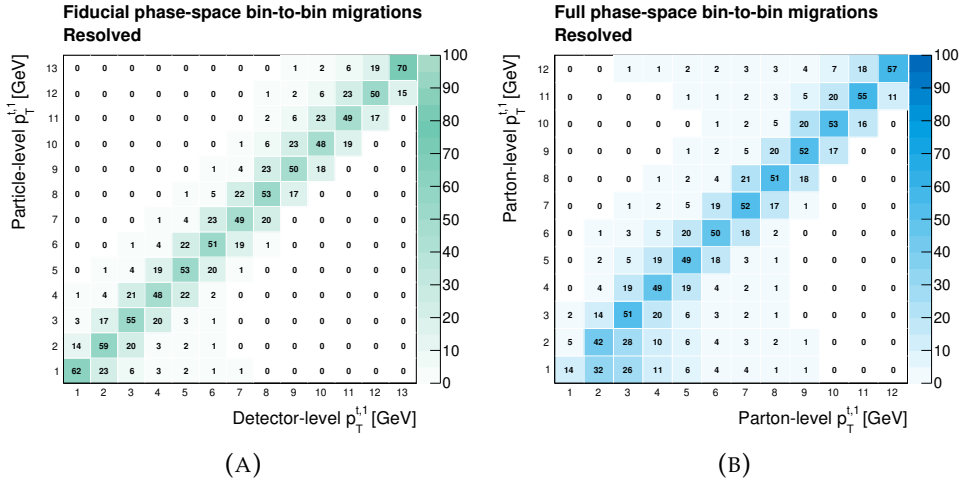 Fiducial phase-space bin-to-bin migrations
Resolved
Particle-level p_T^{t,1} [GeV]
13 0 0 0 0 0 0 0 0 1 2 6 19 70
12 0 0 0 0 0 0 0 1 2 6 23 50 15
11 0 0 0 0 0 0 0 2 6 23 49 17 0
10 0 0 0 0 0 0 1 6 23 48 19 0 0
9 0 0 0 0 0 1 4 23 50 18 0 0 0
8 0 0 0 0 1 5 22 53 17 0 0 0 0
7 0 0 0 1 4 23 49 20 0 0 0 0 0
6 0 0 1 4 22 51 19 1 0 0 0 0 0
5 0 1 4 19 53 20 1 0 0 0 0 0 0
4 1 4 21 48 22 2 0 0 0 0 0 0 0
3 3 17 55 20 3 1 0 0 0 0 0 0 0
2 14 59 20 3 2 1 0 0 0 0 0 0 0
1 62 23 6 3 2 1 1 0 0 0 0 0 0
1 2 3 4 5 6 7 8 9 10 11 12 13
Detector-level p_T^{t,1} [GeV]
100
90
80
70
60
50
40
30
20
10
0
(A)
Full phase-space bin-to-bin migrations
Resolved
Parton-level p_T^{t,1} [GeV]
12 0 0 1 1 2 2 3 3 4 7 18 57
11 0 0 0 0 1 1 2 3 5 20 55 11
10 0 0 0 0 0 1 2 5 20 53 16 0
9 0 0 0 0 1 2 5 20 52 17 0 0
8 0 0 0 1 2 4 21 51 18 0 0 0
7 0 0 1 2 5 19 52 17 1 0 0 0
6 0 1 3 5 20 50 18 2 0 0 0 0
5 0 2 5 19 49 18 3 1 0 0 0 0
4 0 4 19 49 19 4 2 1 0 0 0 0
3 2 14 51 20 6 3 2 1 0 0 0 0
2 5 42 28 10 6 4 3 2 1 0 0 0
1 14 32 26 11 6 4 4 1 1 0 0 0
1 2 3 4 5 6 7 8 9 10 11 12
Parton-level p_T^{t,1} [GeV]
100
90
80
70
60
50
40
30
20
10
0
(B)